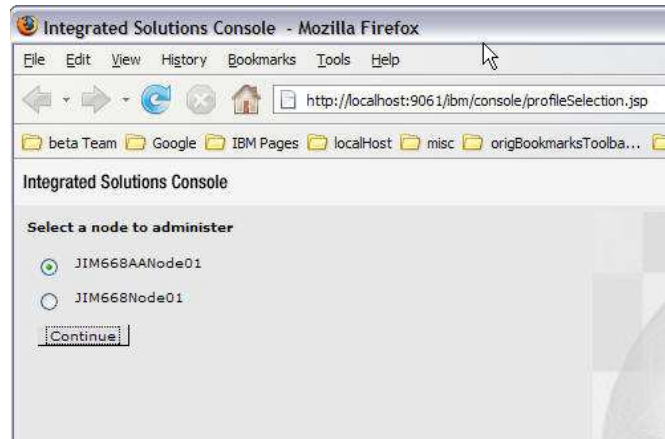 Integrated Solutions Console - Mozilla Firefox
File Edit View History Bookmarks Tools Help
http://localhost:9061/ibm/console/profileSelection.jsp
beta Team Google IBM Pages localHost misc origBookmarksToolba...
Integrated Solutions Console
Select a node to administer
JIM668AANode01
JIM668Node01
Continue